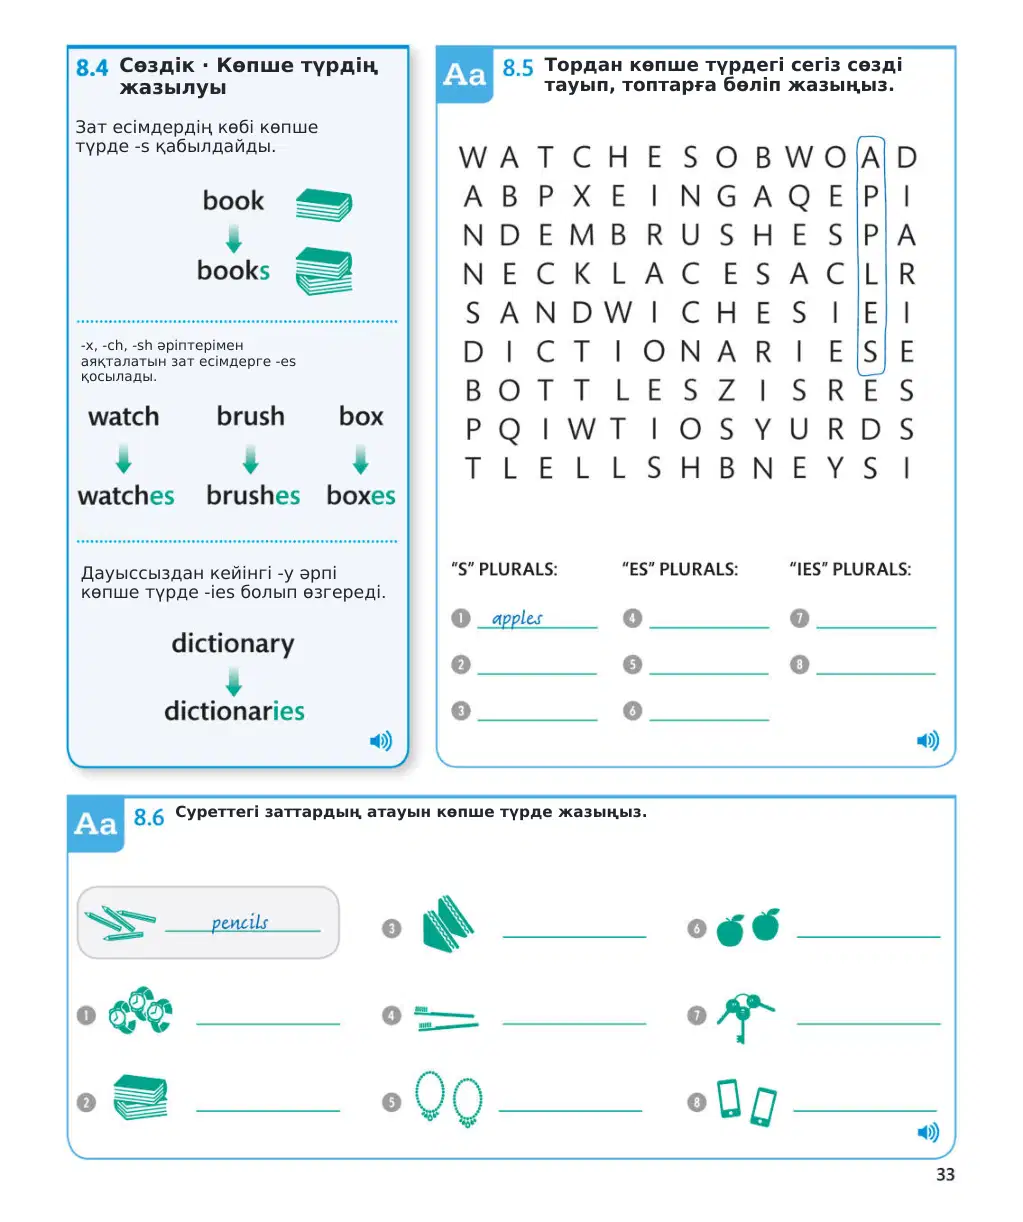 8.4 Сөздік · Көпше түрдің
жазылуы
Зат есімдердің көбі көпше
түрде -s қабылдайды.
book
books
-x, -ch, -sh әріптерімен
аяқталатын зат есімдерге -es
қосылады.
watch brush box
watches brushes boxes
Дауыссыздан кейінгі -у әрпі
көпше түрде -ies болып өзгереді.
dictionary
dictionaries
Aa 8.5 Тордан көпше түрдегі сегіз сөзді
тауып, топтарға бөліп жазыңыз.
W A T C H E S O B W O A D
A B P X E I N G A Q E P I
N D E M B R U S H E S P A
N E C K L A C E S A C L R
S A N D W I C H E S I E I
D I C T I O N A R I E S E
B O T T L E S Z I S R E S
P Q I W T I O S Y U R D S
T L E L L S H B N E Y S I
“S” PLURALS: “ES” PLURALS: “IES” PLURALS:
1 apples 4 7
2 5 8
3 6
Aa 8.6 Суреттегі заттардың атауын көпше түрде жазыңыз.
pencils 3 6
1 4 7
2 5 8
33